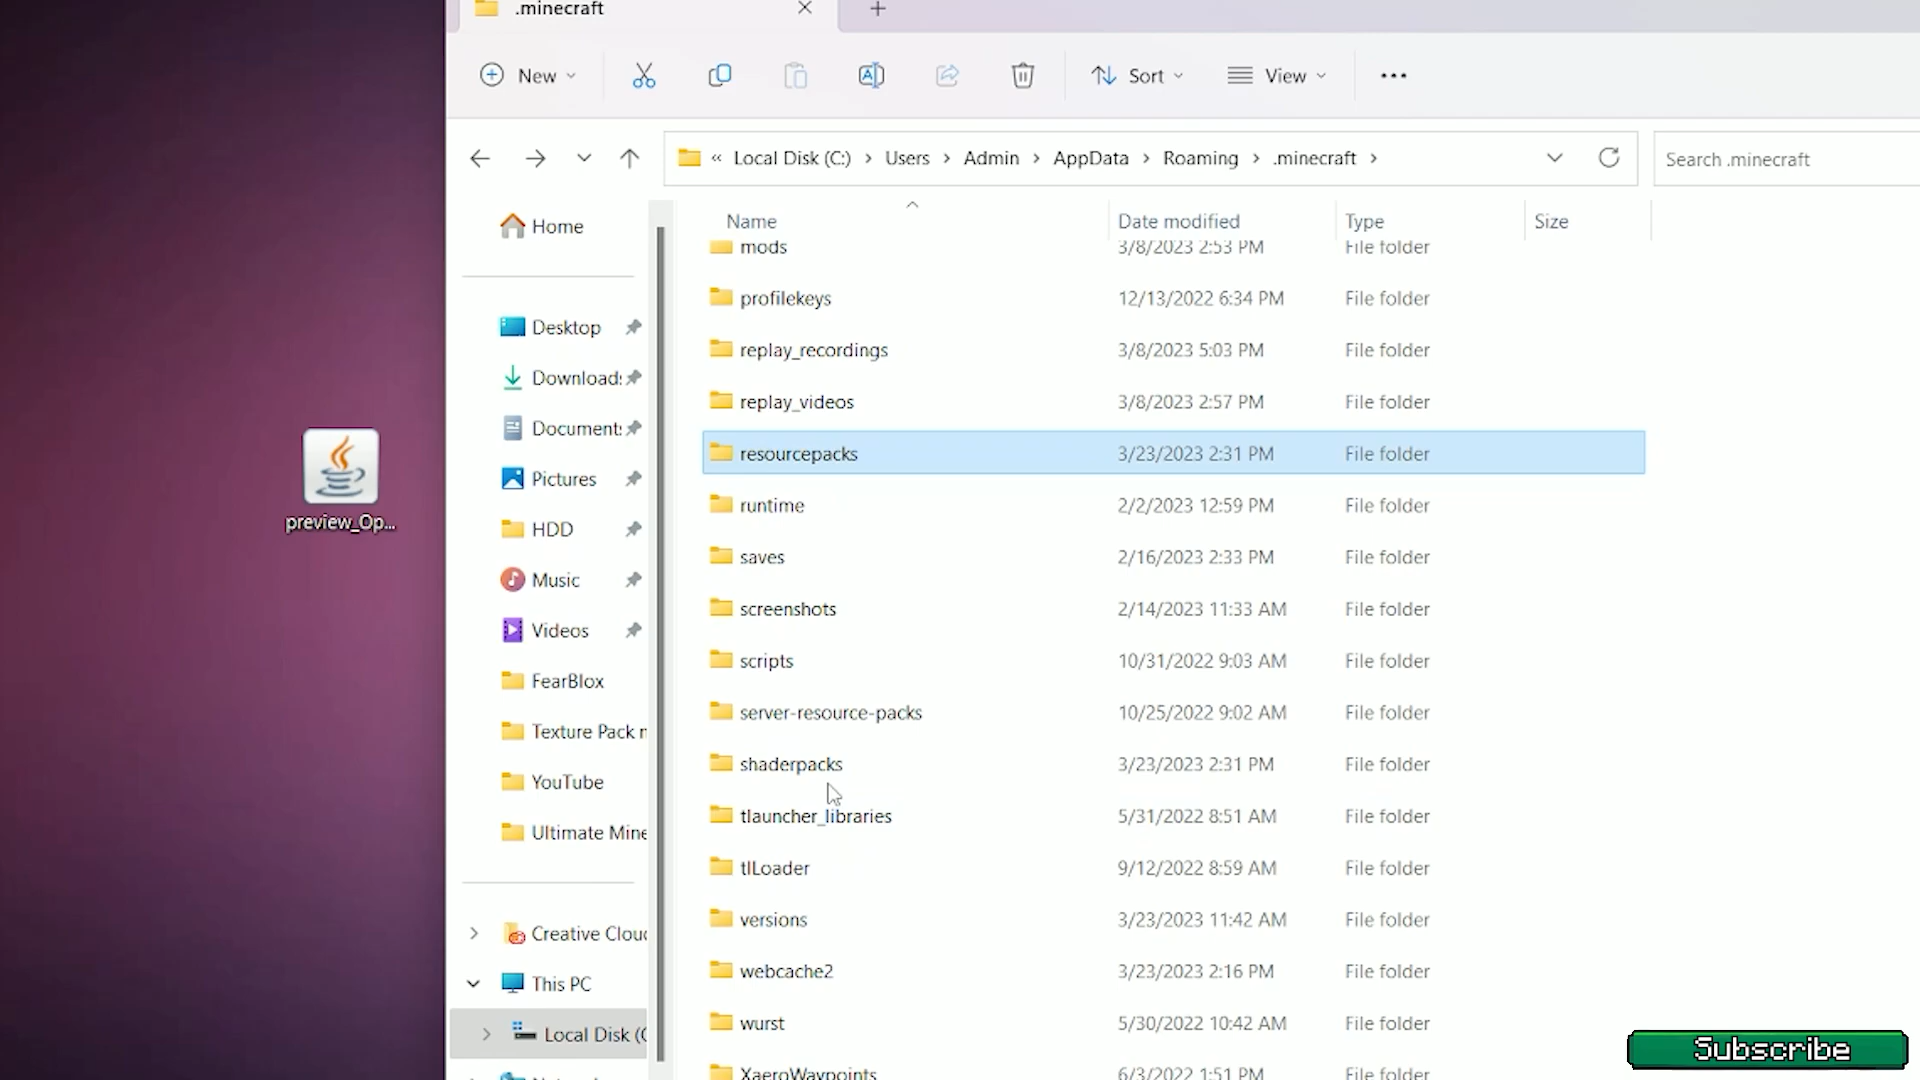 .minecraft
New
Sort
View
« Local Disk (C:) > Users > Admin > AppData > Roaming > .minecraft >
Search .minecraft
Name Date modified Type Size
mods 3/8/2023 2:53 PM File folder
profilekeys 12/13/2022 6:34 PM File folder
replay_recordings 3/8/2023 5:03 PM File folder
replay_videos 3/8/2023 2:57 PM File folder
resourcepacks 3/23/2023 2:31 PM File folder
runtime 2/2/2023 12:59 PM File folder
saves 2/16/2023 2:33 PM File folder
screenshots 2/14/2023 11:33 AM File folder
scripts 10/31/2022 9:03 AM File folder
server-resource-packs 10/25/2022 9:02 AM File folder
shaderpacks 3/23/2023 2:31 PM File folder
tlauncher_libraries 5/31/2022 8:51 AM File folder
tlLoader 9/12/2022 8:59 AM File folder
versions 3/23/2023 11:42 AM File folder
webcache2 3/23/2023 2:16 PM File folder
wurst 5/30/2022 10:42 AM File folder
XaeroWaypoints 6/3/2022 1:51 PM File folder
Home
Desktop
Downloads
Documents
Pictures
HDD
Music
Videos
FearBlox
Texture Pack
YouTube
Ultimate Mine
Creative Clou
This PC
Local Disk (
preview_Op...
Subscribe